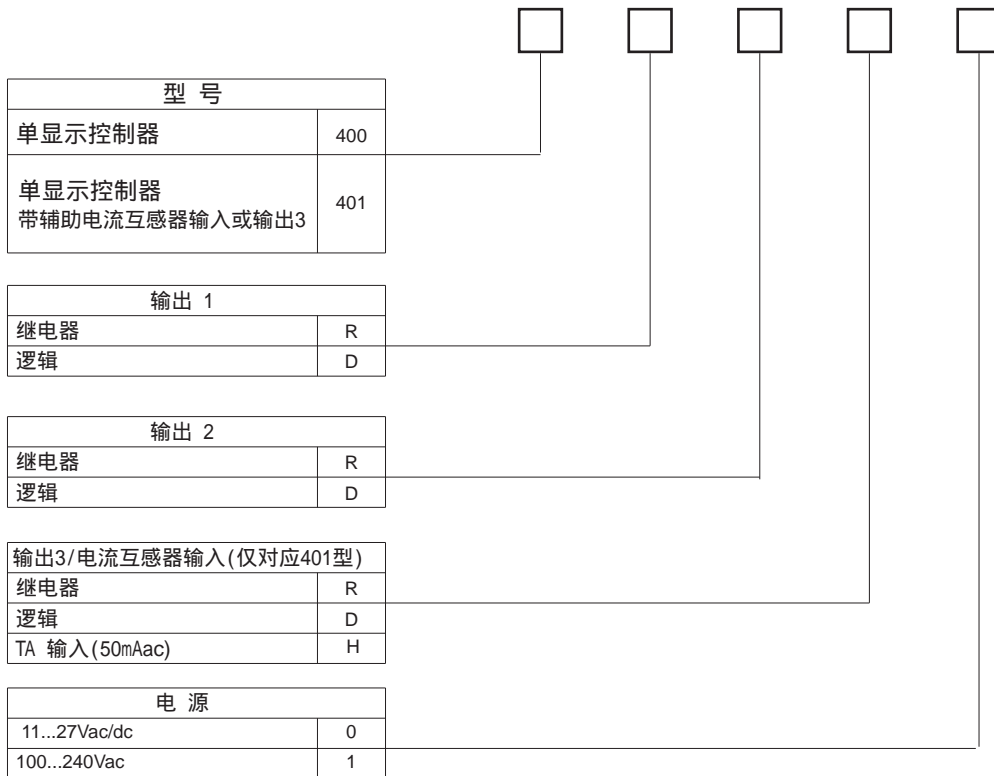 型 号
单显示控制器 400
单显示控制器 401
带辅助电流互感器输入或输出3
输出 1
继电器 R
逻辑 D
输出 2
继电器 R
逻辑 D
输出3/电流互感器输入(仅对应401型)
继电器 R
逻辑 D
TA 输入(50mAac) H
电 源
11...27Vac/dc 0
100...240Vac 1